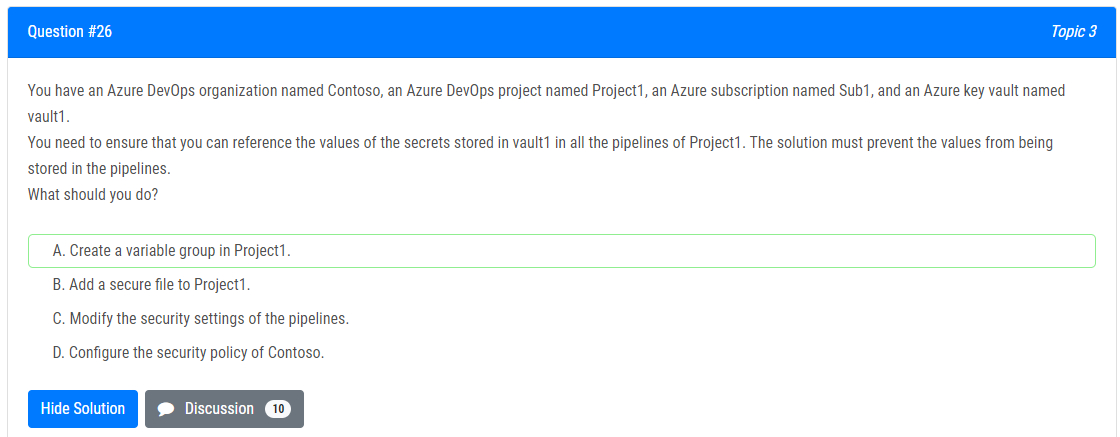 Question #26
Topic 3
You have an Azure DevOps organization named Contoso, an Azure DevOps project named Project1, an Azure subscription named Sub1, and an Azure key vault named
vault1.
You need to ensure that you can reference the values of the secrets stored in vault1 in all the pipelines of Project1. The solution must prevent the values from being
stored in the pipelines.
What should you do?
A. Create a variable group in Project1.
B. Add a secure file to Project1.
C. Modify the security settings of the pipelines.
D. Configure the security policy of Contoso.
Hide Solution
Discussion 10